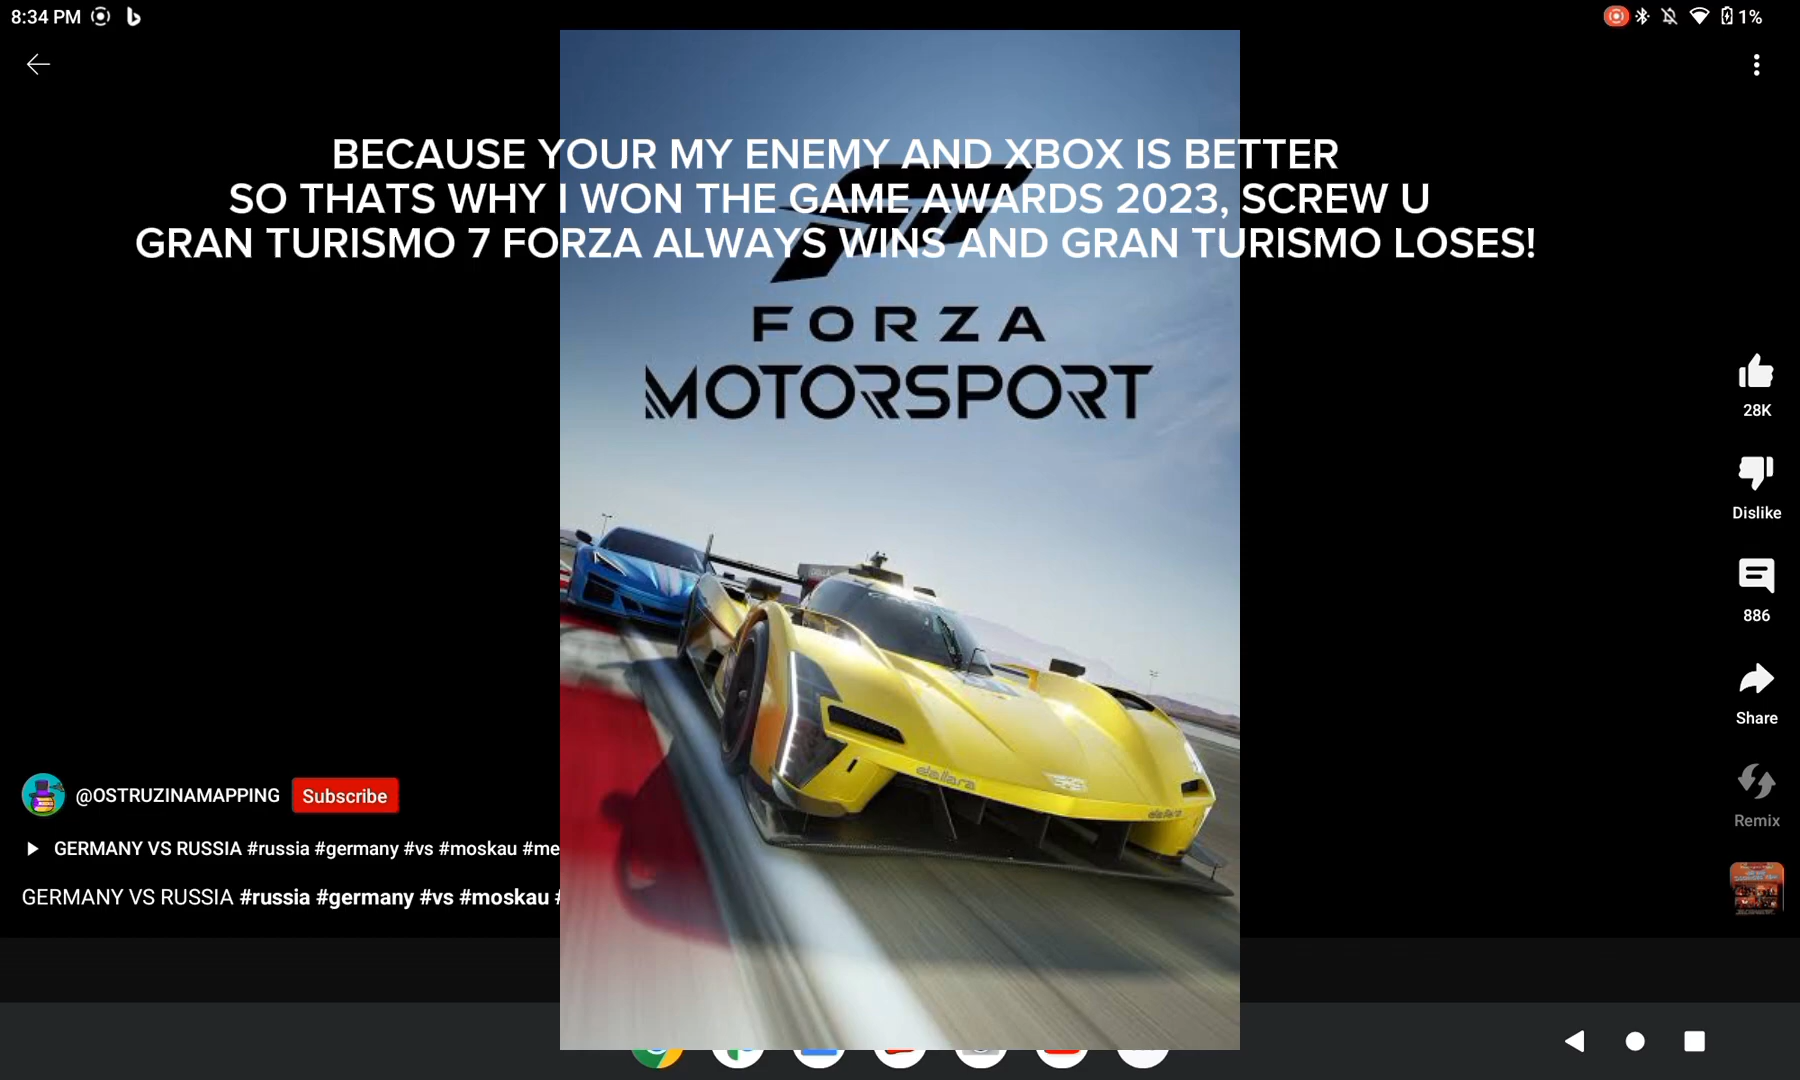 8:34 PM
1%
BECAUSE YOUR MY ENEMY AND XBOX IS BETTER
SO THATS WHY I WON THE GAME AWARDS 2023, SCREW U
GRAN TURISMO 7 FORZA ALWAYS WINS AND GRAN TURISMO LOSES!
FORZA
MOTORSPORT
28K
Dislike
886
Share
Remix
dallara
@OSTRUZINAMAPPING
Subscribe
GERMANY VS RUSSIA #russia #germany #vs #moskau #me
GERMANY VS RUSSIA #russia #germany #vs #moskau #